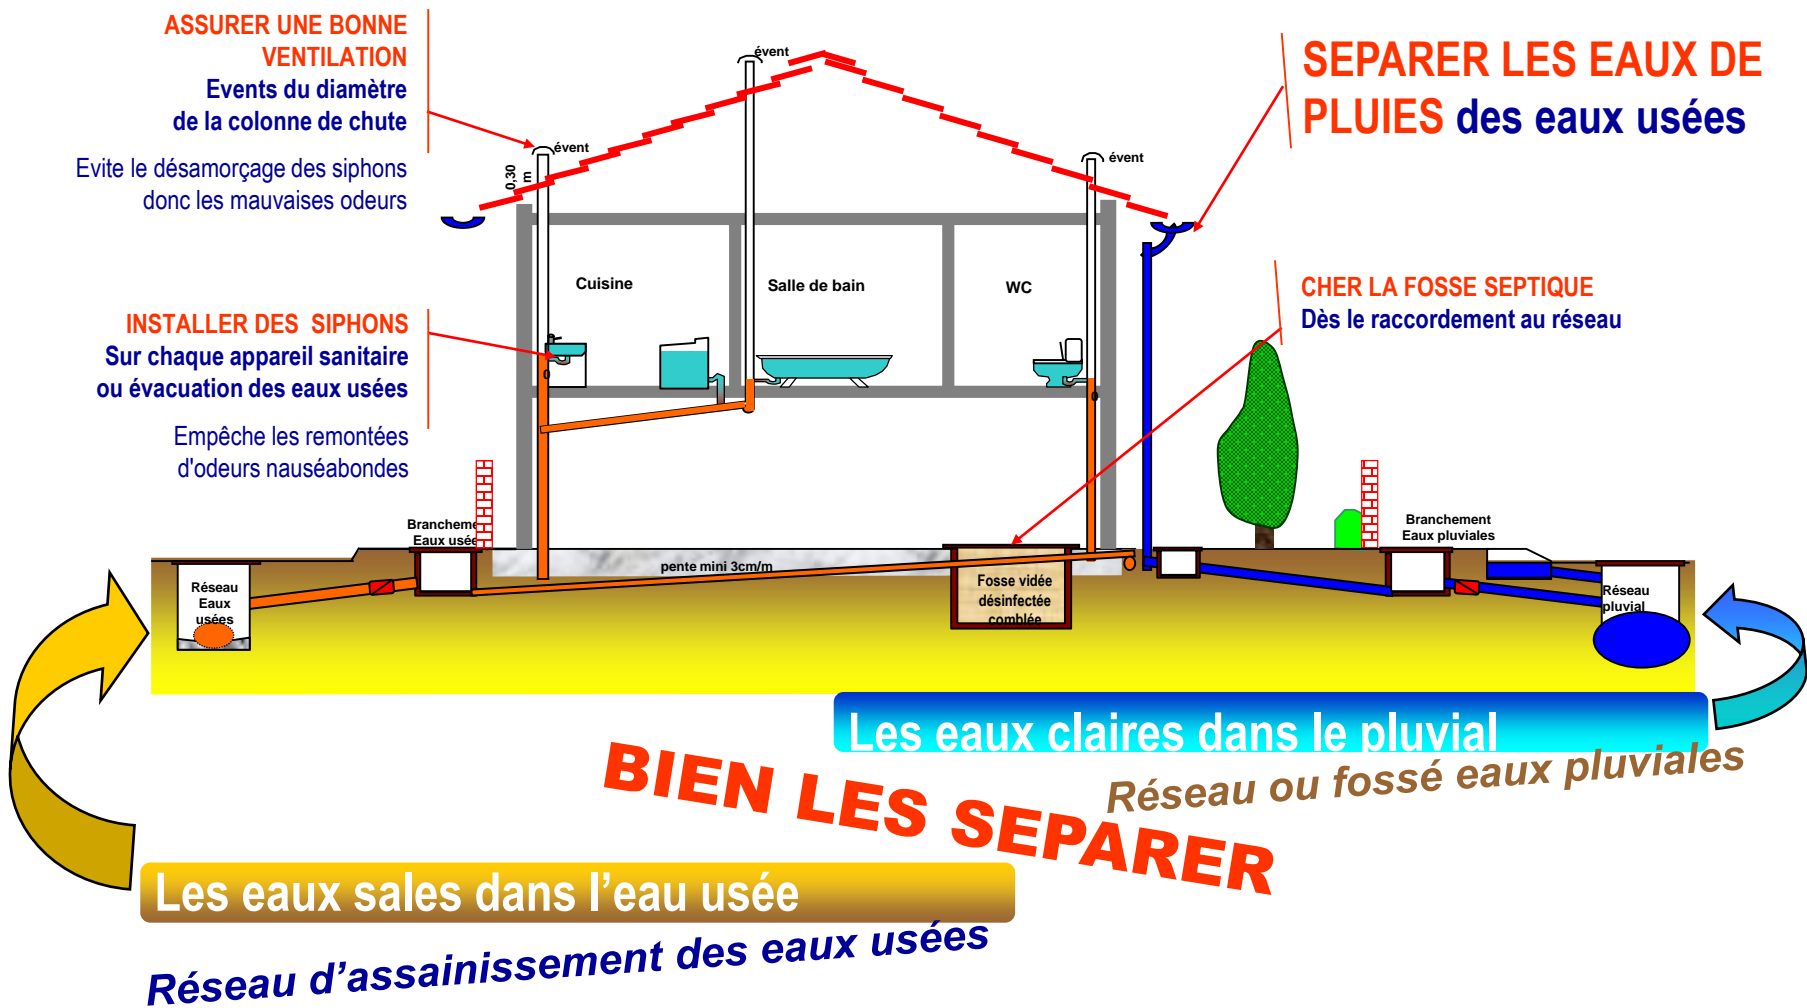 ASSURER UNE BONNE
VENTILATION
Events du diamètre
de la colonne de chute
Evite le désamorçage des siphons
donc les mauvaises odeurs
évent
évent
évent
0,30
m
SEPARER LES EAUX DE
PLUIES des eaux usées
Cuisine
Salle de bain
WC
CHER LA FOSSE SEPTIQUE
Dès le raccordement au réseau
INSTALLER DES SIPHONS
Sur chaque appareil sanitaire
ou évacuation des eaux usées
Empêche les remontées
d'odeurs nauséabondes
Brancheme
Eaux usée
Branchement
Eaux pluviales
pente mini 3cm/m
Réseau
Eaux
usées
Fosse vidée
désinfectée
comblée
Réseau
pluvial
Les eaux claires dans le pluvial
Réseau ou fossé eaux pluviales
BIEN LES SEPARER
Les eaux sales dans l’eau usée
Réseau d’assainissement des eaux usées